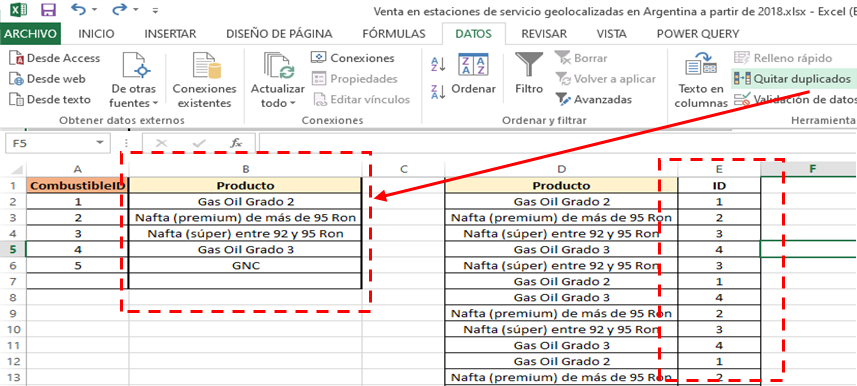 Venta en estaciones de servicio geolocalizadas en Argentina a partir de 2018.xlsx - Excel (E
ARCHIVO INICIO INSERTAR DISEÑO DE PÁGINA FÓRMULAS DATOS REVISAR VISTA POWER QUERY
Desde Access
Desde web
Desde texto
De otras fuentes
Conexiones existentes
Obtener datos externos
Actualizar todo
Conexiones
Propiedades
Editar vínculos
Conexiones
Ordenar
Filtro
Borrar
Volver a aplicar
Avanzadas
Ordenar y filtrar
Texto en columnas
Relleno rápido
Quitar duplicados
Validación de datos
Herramienta
F5 fx
A B C D E F
1 CombustibleID Producto Producto ID
2 1 Gas Oil Grado 2 Gas Oil Grado 2 1
3 2 Nafta (premium) de más de 95 Ron Nafta (premium) de más de 95 Ron 2
4 3 Nafta (súper) entre 92 y 95 Ron Nafta (súper) entre 92 y 95 Ron 3
5 4 Gas Oil Grado 3 Gas Oil Grado 3 4
6 5 GNC Nafta (súper) entre 92 y 95 Ron 3
7 Gas Oil Grado 2 1
8 Gas Oil Grado 3 4
9 Nafta (premium) de más de 95 Ron 2
10 Nafta (súper) entre 92 y 95 Ron 3
11 Gas Oil Grado 3 4
12 Gas Oil Grado 2 1
13 Nafta (premium) de más de 95 Ron 2